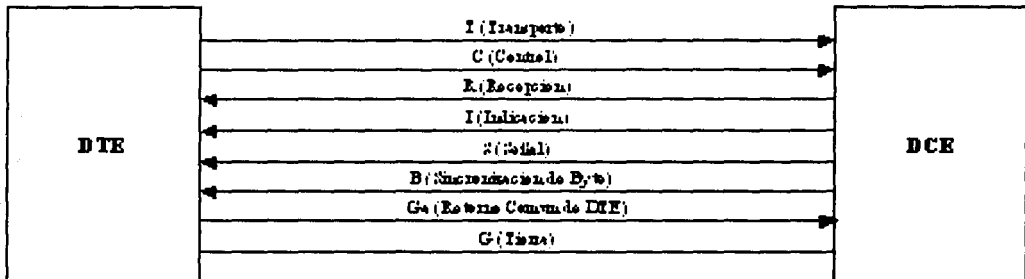 T (Transporte)
C (Control)
R (Recepcion)
I (Indicacion)
DTE
DCE
S (Señal)
B (Sincronizacion de Byte)
Ga (Retorno Comun de DTE)
G (Tierra)